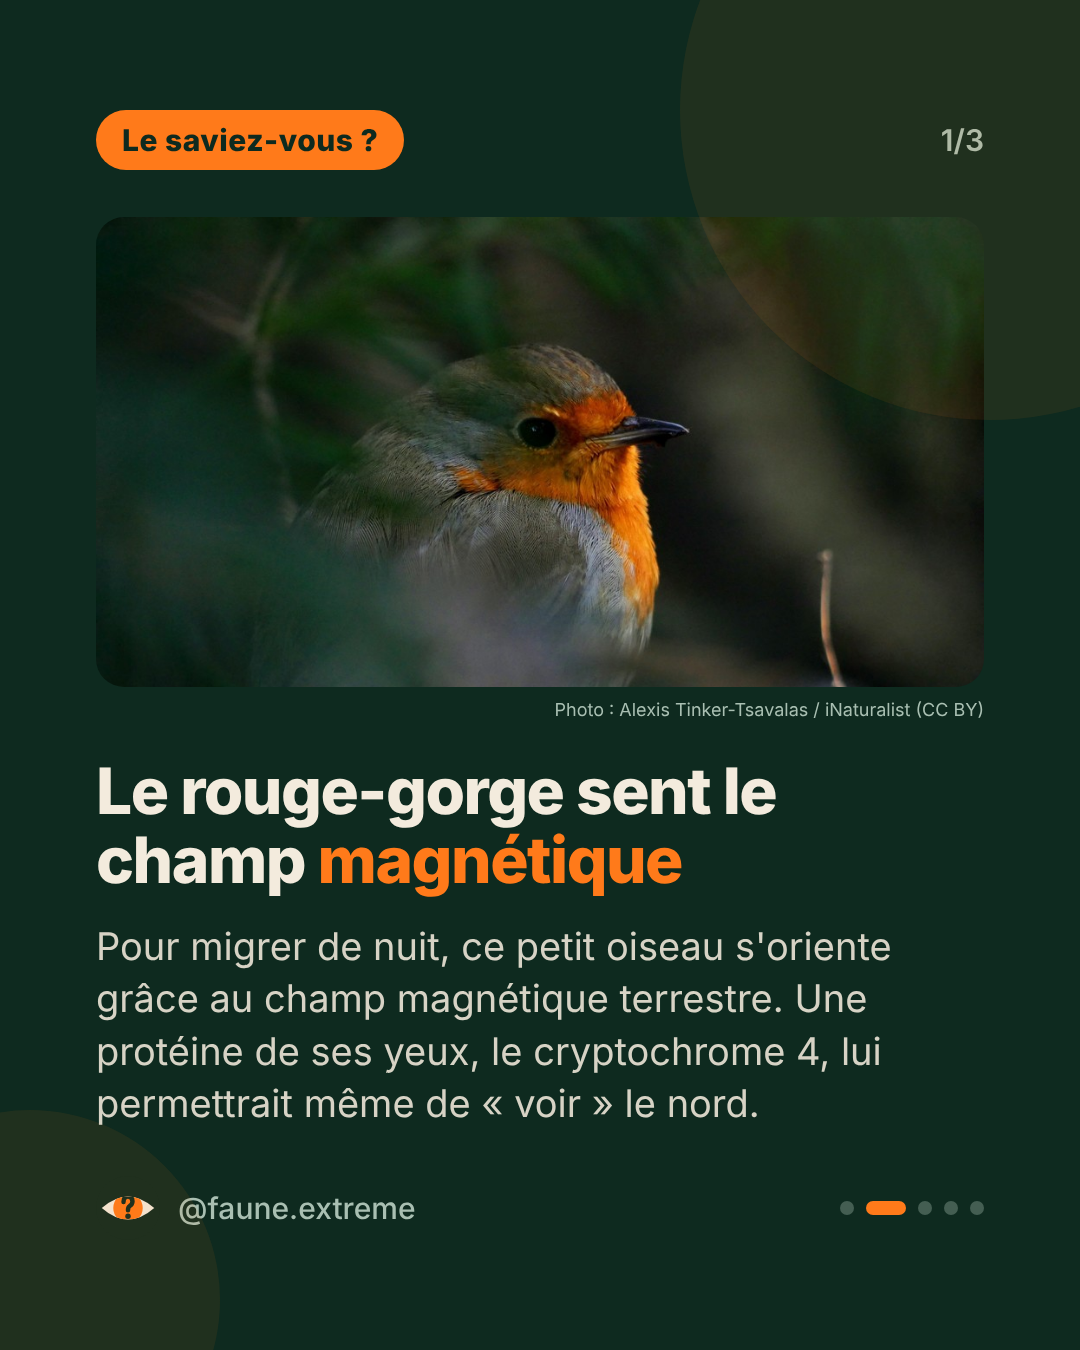 Le saviez-vous ?
1/3
Photo : Alexis Tinker-Tsavalas / iNaturalist (CC BY)
Le rouge-gorge sent le
champ magnétique
Pour migrer de nuit, ce petit oiseau s'oriente
grâce au champ magnétique terrestre. Une
protéine de ses yeux, le cryptochrome 4, lui
permettrait même de « voir » le nord.
?
@faune.extreme